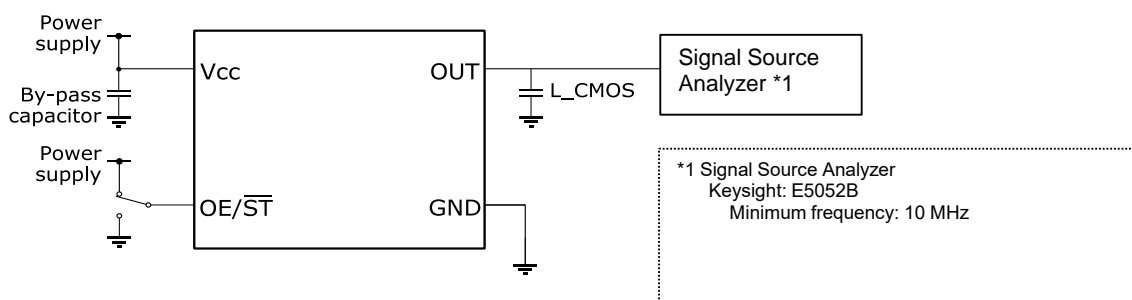 Power
supply
Vcc
OUT
By-pass
capacitor
L_CMOS
Signal Source
Analyzer *1
Power
supply
OE/S̅T̅
GND
*1 Signal Source Analyzer
Keysight: E5052B
Minimum frequency: 10 MHz